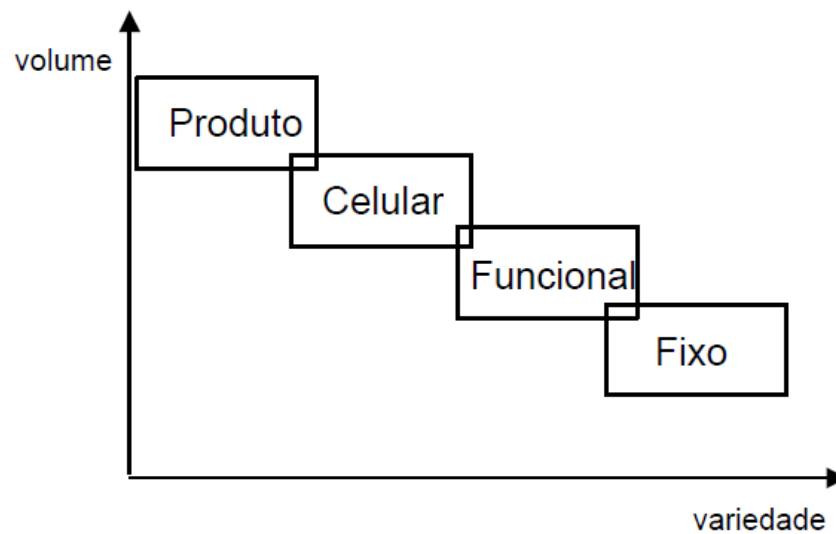 volume
Produto
Celular
Funcional
Fixo
variedade